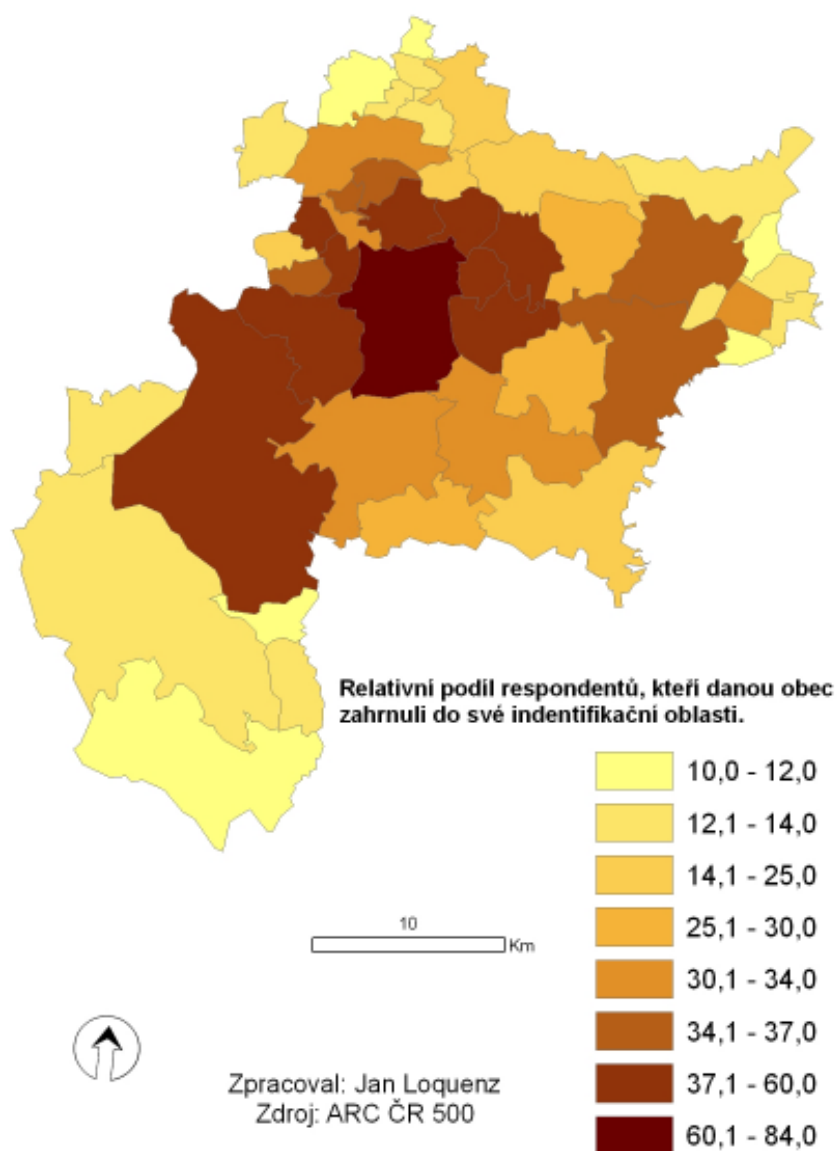 Relativní podíl respondentů, kteří danou obec
zahrnuli do své indentifikační oblasti.
10,0 - 12,0
12,1 - 14,0
14,1 - 25,0
25,1 - 30,0
30,1 - 34,0
34,1 - 37,0
37,1 - 60,0
60,1 - 84,0
10
Km
Zpracoval: Jan Loquenz
Zdroj: ARC ČR 500